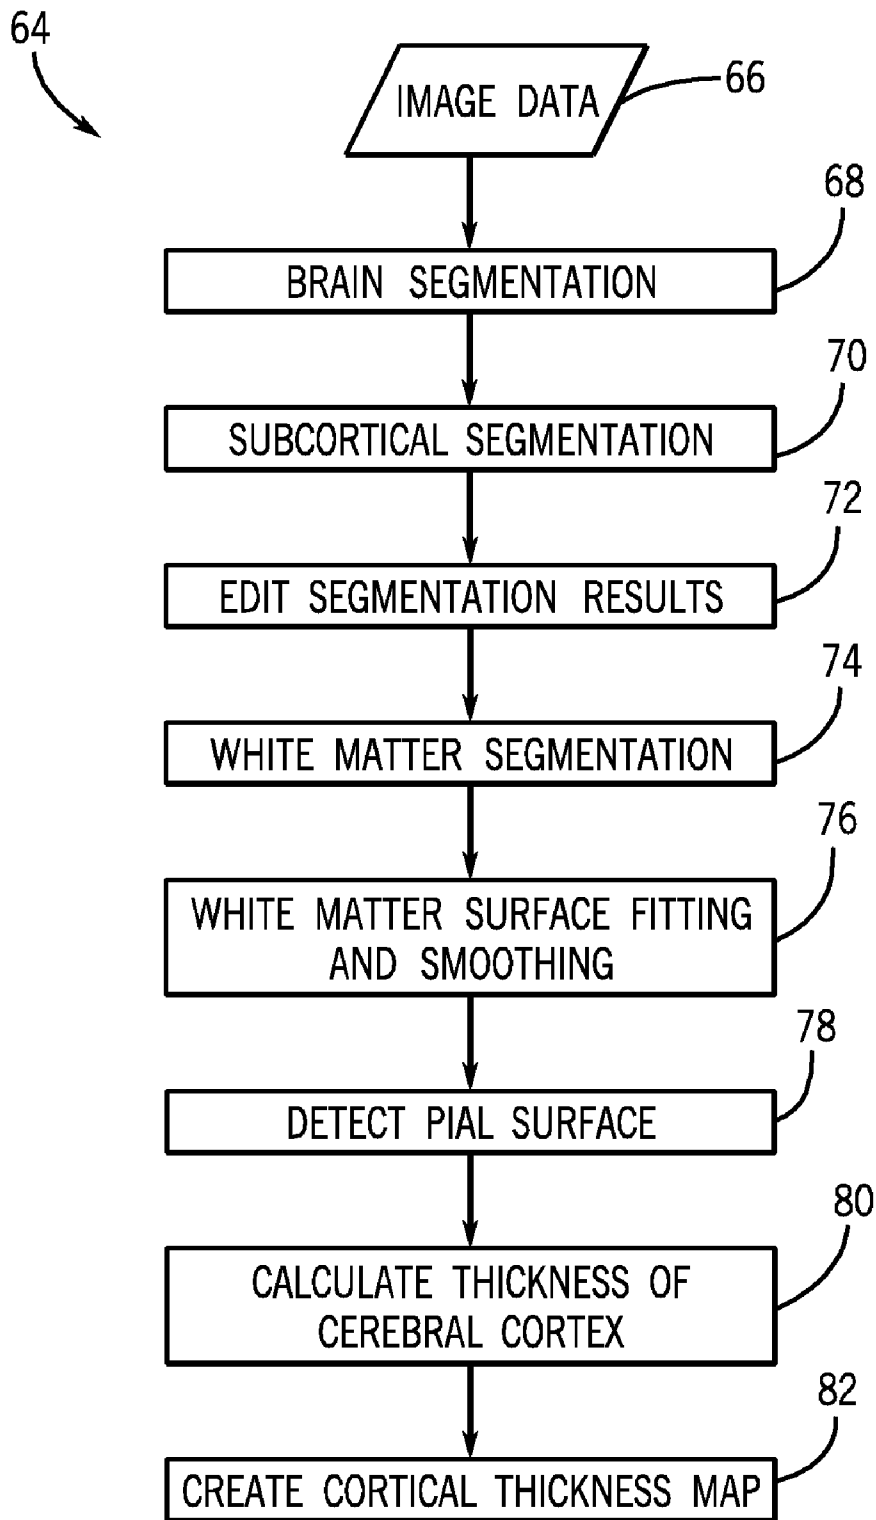 64
IMAGE DATA
66
68
BRAIN SEGMENTATION
70
SUBCORTICAL SEGMENTATION
72
EDIT SEGMENTATION RESULTS
74
WHITE MATTER SEGMENTATION
76
WHITE MATTER SURFACE FITTING
AND SMOOTHING
78
DETECT PIAL SURFACE
80
CALCULATE THICKNESS OF
CEREBRAL CORTEX
82
CREATE CORTICAL THICKNESS MAP